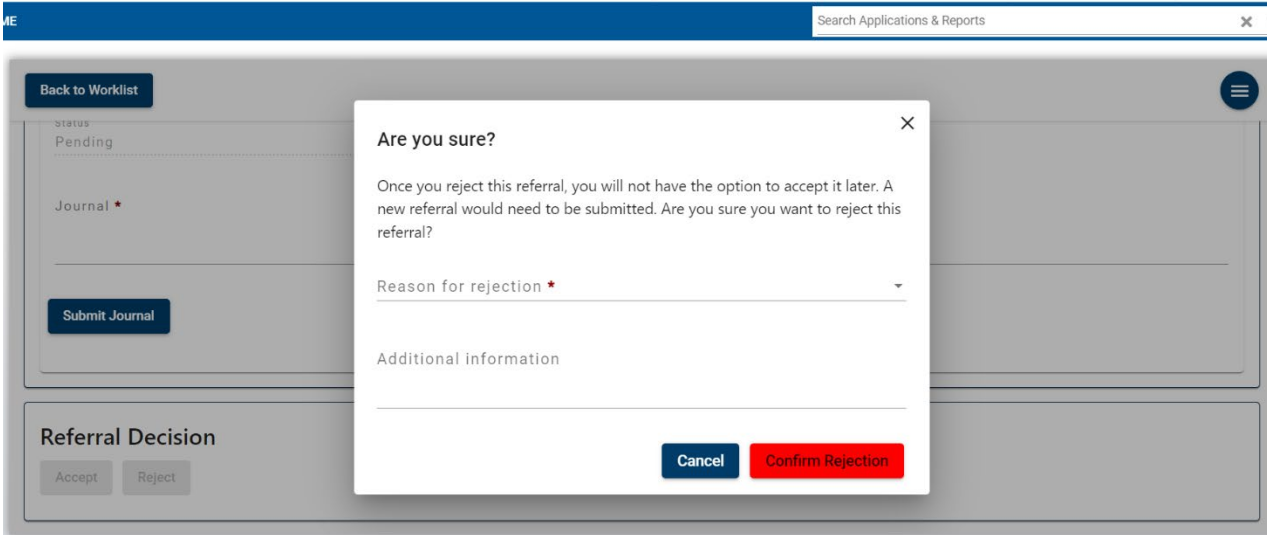 ME
Search Applications & Reports
Back to Worklist
Status
Pending
Journal *
Submit Journal
Referral Decision
Accept Reject
Are you sure?
Once you reject this referral, you will not have the option to accept it later. A
new referral would need to be submitted. Are you sure you want to reject this
referral?
Reason for rejection *
Additional information
Cancel Confirm Rejection